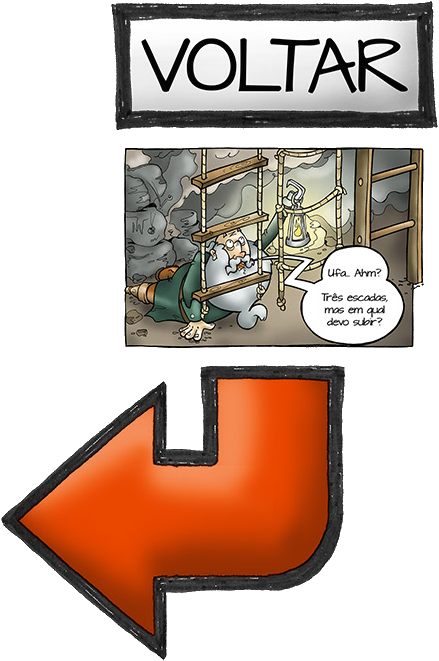 VOLTAR
Ufa... Ahm?
Três escadas,
mas em qual
devo subir?